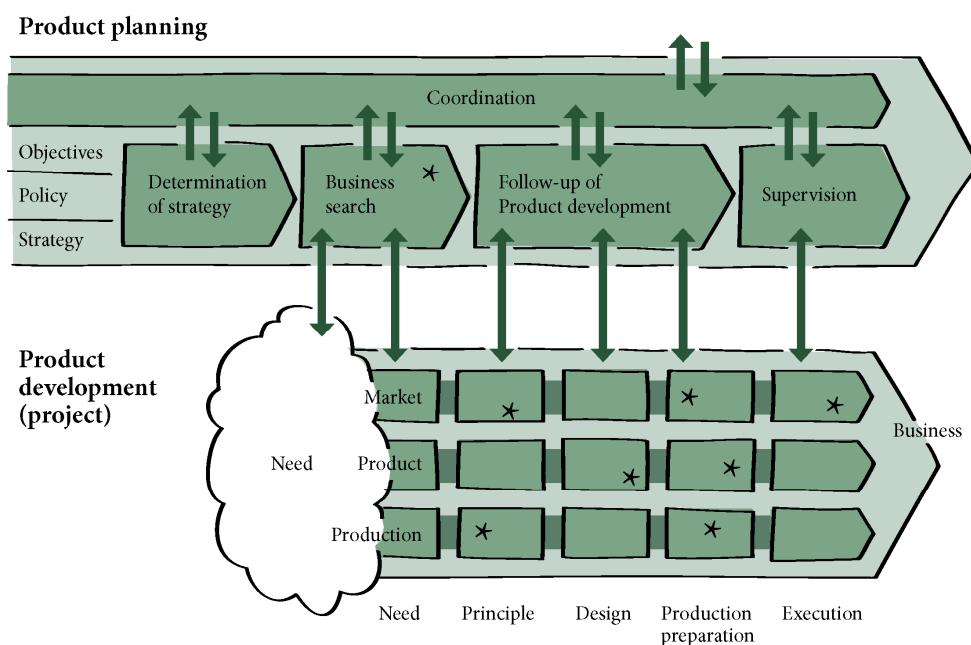 Product planning
Coordination
Objectives
Policy
Strategy
Determination
of strategy
Business
search
Follow-up of
Product development
Supervision
Product
development
(project)
Need
Market
Product
Production
Business
Need
Principle
Design
Production
preparation
Execution